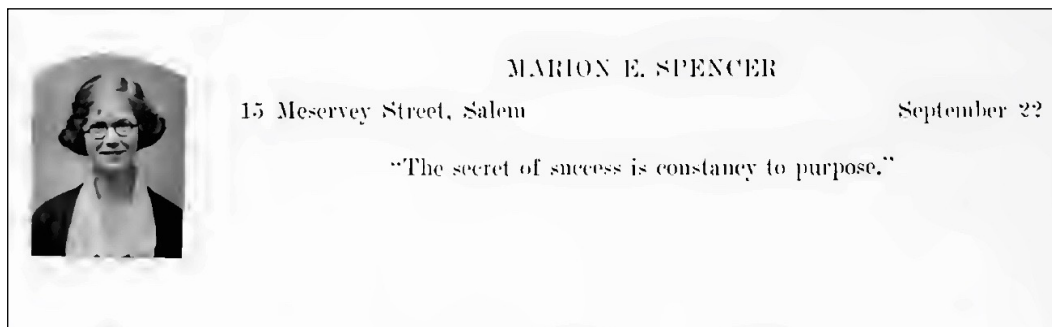 MARION E. SPENCER
15 Meservey Street, Salem September 22
"The secret of success is constancy to purpose."